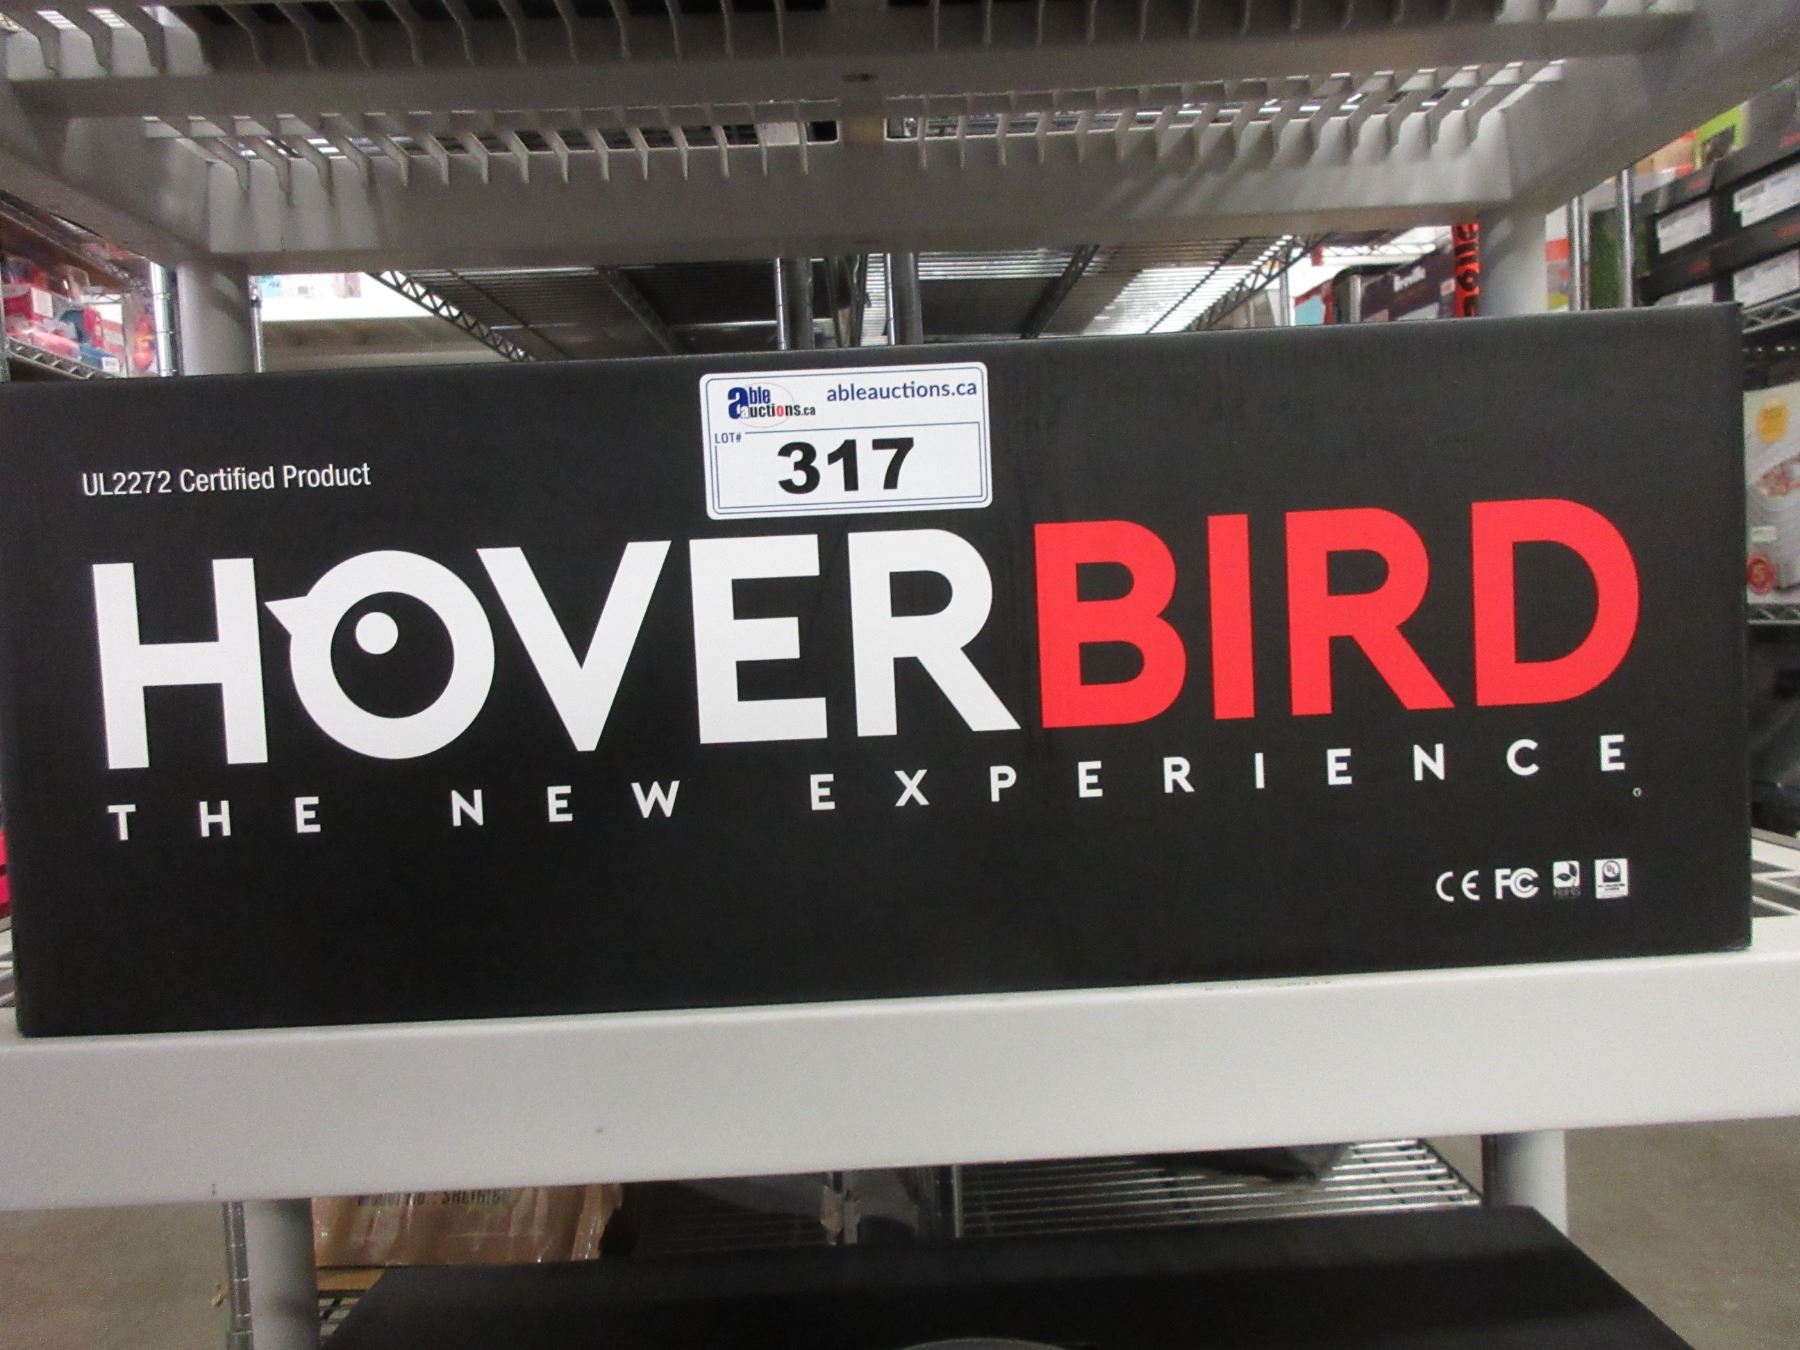 able
auctions.ca
ableauctions.ca
LOT#
317
UL2272 Certified Product
HOVERBIRD
THE NEW EXPERIENCE
CE FC